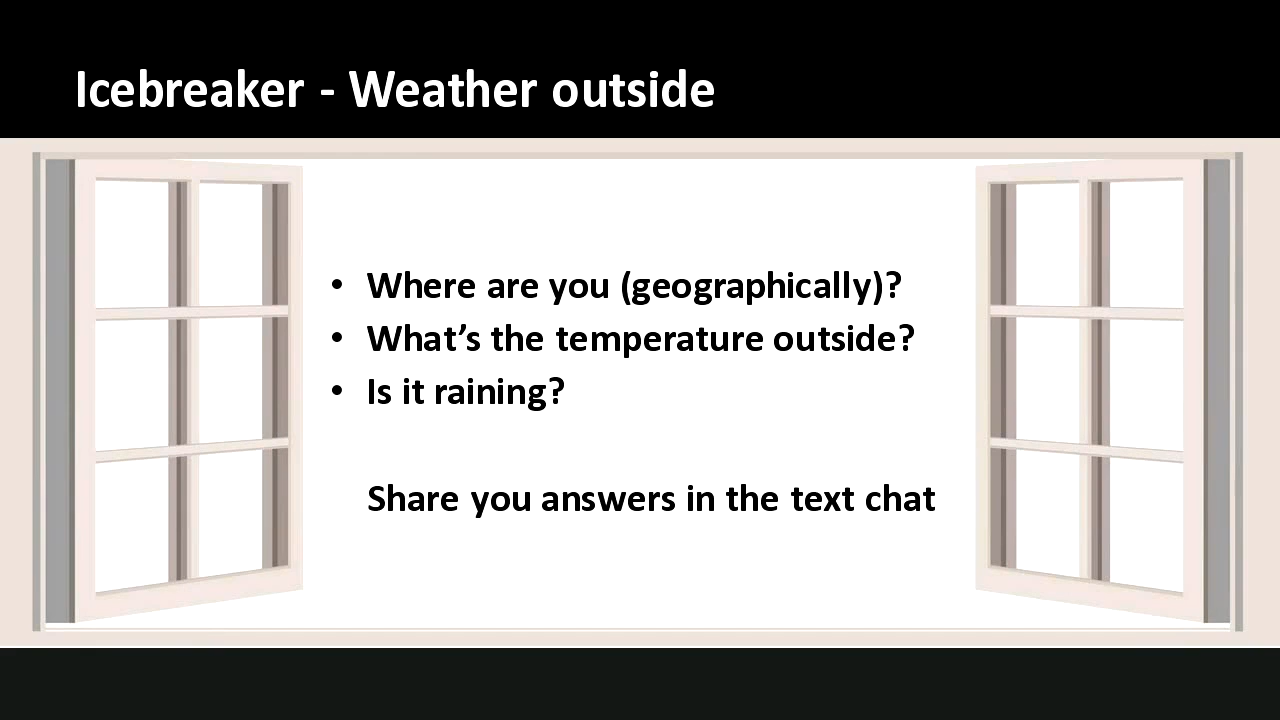 Icebreaker - Weather outside
• Where are you (geographically)?
• What’s the temperature outside?
• Is it raining?
Share you answers in the text chat